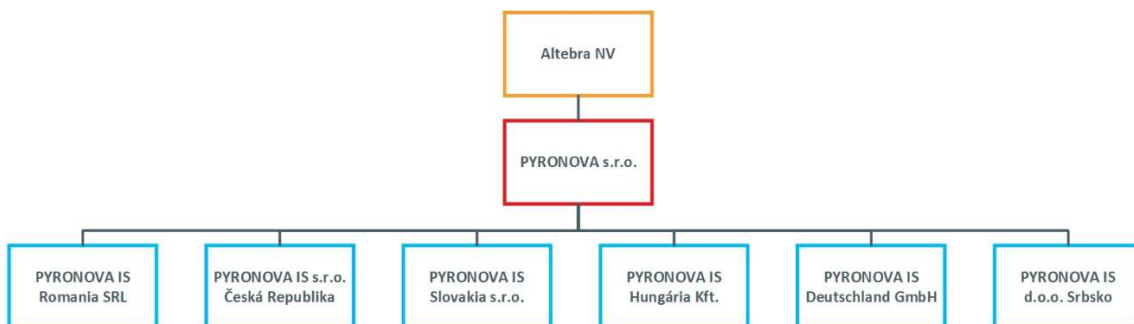 Altebra NV
PYRONOVA s.r.o.
PYRONOVA IS
Romania SRL
PYRONOVA IS s.r.o.
Česká Republika
PYRONOVA IS
Slovakia s.r.o.
PYRONOVA IS
Hungária Kft.
PYRONOVA IS
Deutschland GmbH
PYRONOVA IS
d.o.o. Srbsko